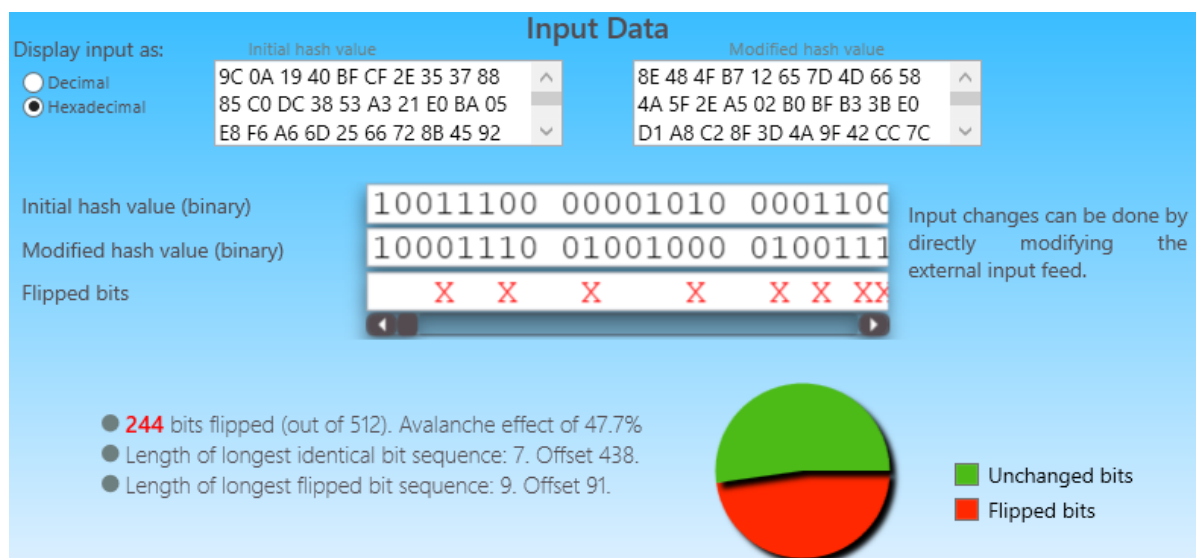 Input Data
Display input as:
Decimal
Hexadecimal
Initial hash value
9C 0A 19 40 BF CF 2E 35 37 88
85 C0 DC 38 53 A3 21 E0 BA 05
E8 F6 A6 6D 25 66 72 8B 45 92
Modified hash value
8E 48 4F B7 12 65 7D 4D 66 58
4A 5F 2E A5 02 B0 BF B3 3B E0
D1 A8 C2 8F 3D 4A 9F 42 CC 7C
Initial hash value (binary)
10011100 00001010 0001100
Modified hash value (binary)
10001110 01001000 0100111
Flipped bits
X X X X X X XX
Input changes can be done by
directly modifying the
external input feed.
244 bits flipped (out of 512). Avalanche effect of 47.7%
Length of longest identical bit sequence: 7. Offset 438.
Length of longest flipped bit sequence: 9. Offset 91.
Unchanged bits
Flipped bits